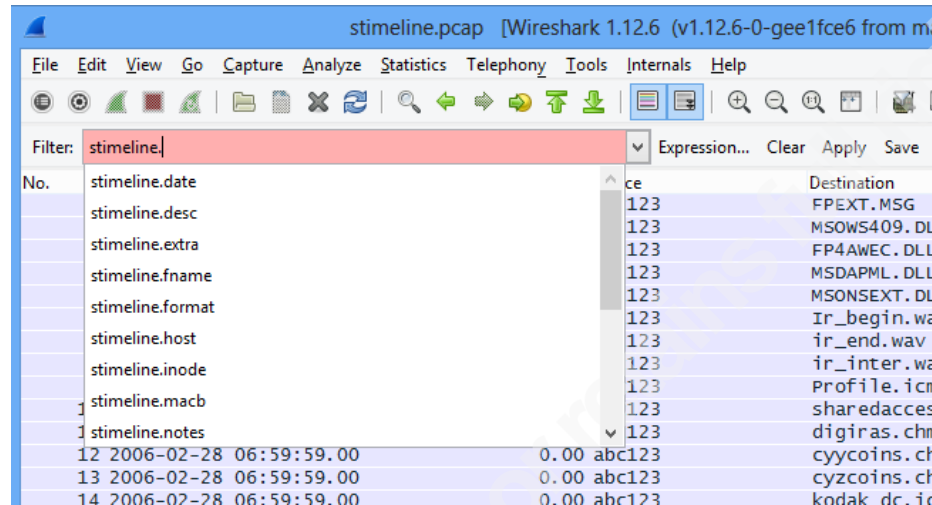 stimeline.pcap [Wireshark 1.12.6 (v1.12.6-0-gee1fce6 from ma
File Edit View Go Capture Analyze Statistics Telephony Tools Internals Help
Filter: stimeline. Expression... Clear Apply Save
No. ce Destination
stimeline.date
123 FPEXT.MSG
stimeline.desc
123 MSOWS409.DL
stimeline.extra
123 FP4AWEC.DLL
stimeline.fname
123 MSDAPML.DLL
123 MSONSEXT.DL
stimeline.format
123 Ir_begin.wa
stimeline.host
123 ir_end.wav
stimeline.inode
123 ir_inter.wa
123 Profile.icm
stimeline.macb
1 123 sharedacces
stimeline.notes
1 123 digiras.chm
12 2006-02-28 06:59:59.00 0.00 abc123 cyycoins.ch
13 2006-02-28 06:59:59.00 0.00 abc123 cyzcoins.ch
14 2006-02-28 06:59:59.00 0.00 abc123 kodak_dc.ic